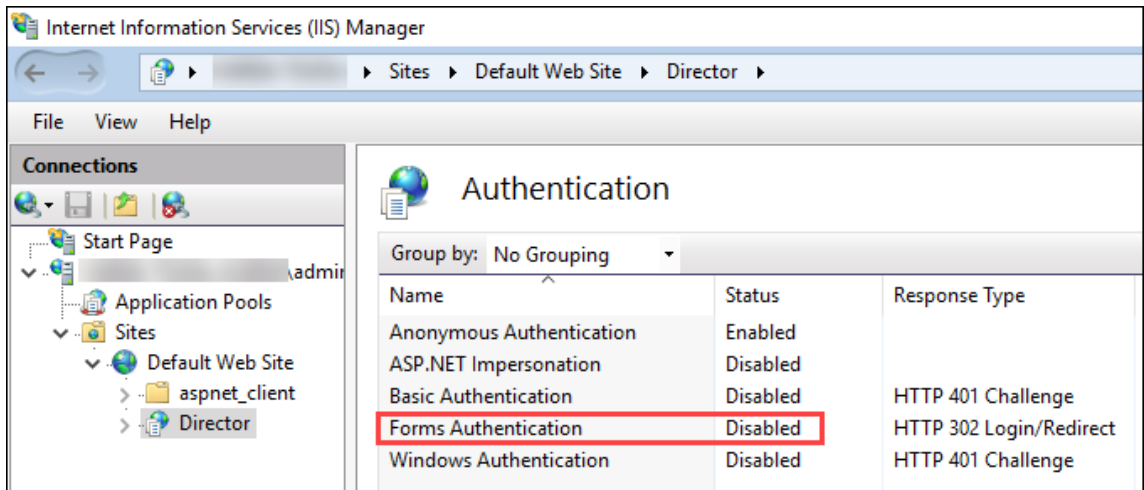 Internet Information Services (IIS) Manager
Sites Default Web Site Director
File View Help
Connections
Start Page
\admin
Application Pools
Sites
Default Web Site
aspnet_client
Director
Authentication
Group by: No Grouping
Name Status Response Type
Anonymous Authentication Enabled
ASP.NET Impersonation Disabled
Basic Authentication Disabled HTTP 401 Challenge
Forms Authentication Disabled HTTP 302 Login/Redirect
Windows Authentication Disabled HTTP 401 Challenge